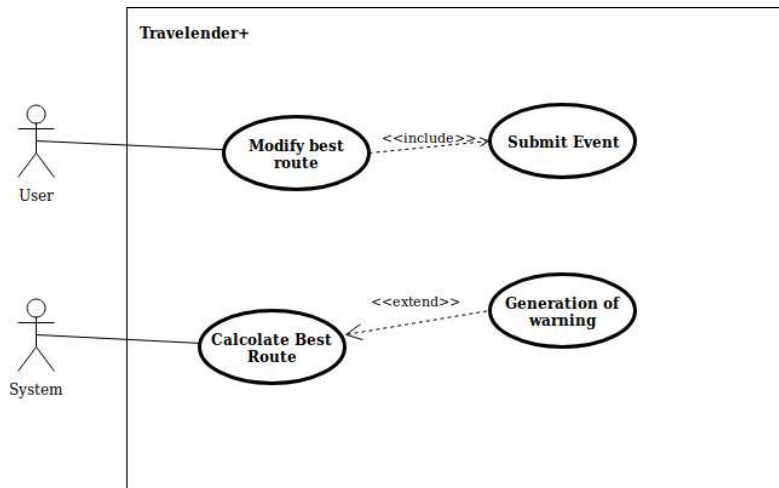 Travelender+
User
Modify best
route
<<include>>
Submit Event
System
Calcolate Best
Route
<<extend>>
Generation of
warning